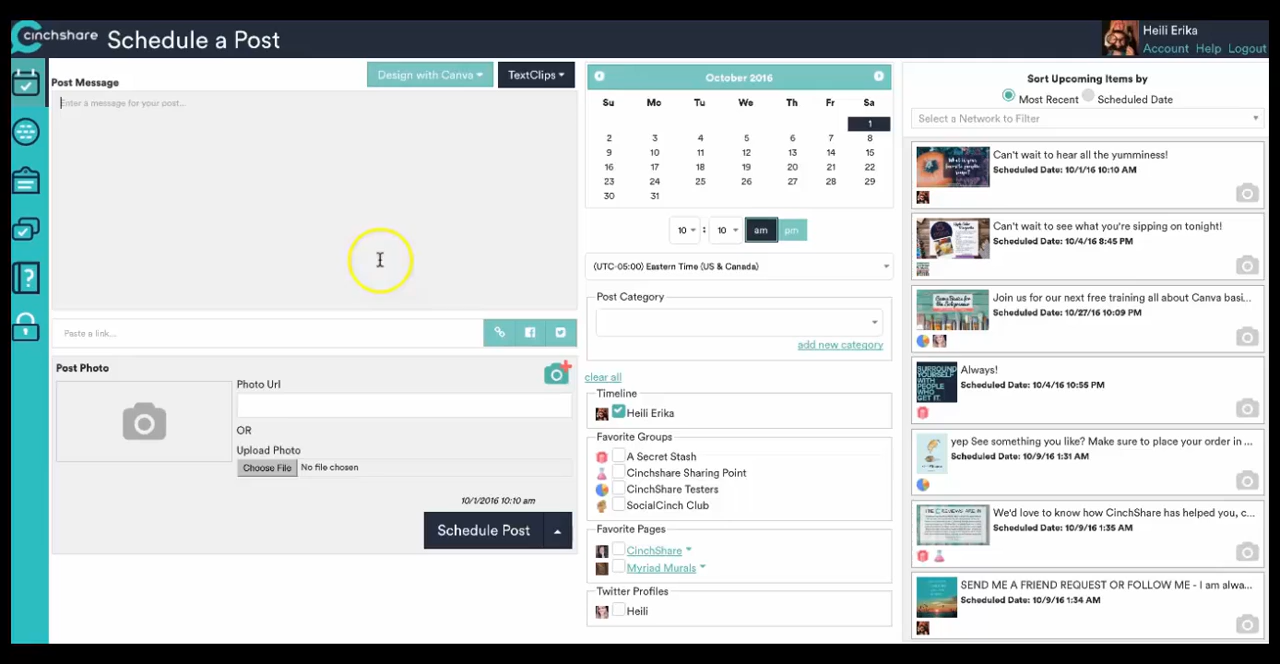 cinchshare
Schedule a Post
Heili Erika
Account Help Logout
Post Message
Design with Canva
TextClips
Enter a message for your post...
Paste a link...
Post Photo
Photo Url
OR
Upload Photo
Choose File No file chosen
10/1/2016 10:10 am
Schedule Post
October 2016
Su Mo Tu We Th Fr Sa
1
2 3 4 5 6 7 8
9 10 11 12 13 14 15
16 17 18 19 20 21 22
23 24 25 26 27 28 29
30 31
10 : 10 am pm
(UTC-05:00) Eastern Time (US & Canada)
Post Category
add new category
clear all
Timeline
Heili Erika
Favorite Groups
A Secret Stash
Cinchshare Sharing Point
CinchShare Testers
SocialCinch Club
Favorite Pages
CinchShare
Myriad Murals
Twitter Profiles
Heili
Sort Upcoming Items by
Most Recent Scheduled Date
Select a Network to Filter
Can't wait to hear all the yumminess!
Scheduled Date: 10/1/16 10:10 AM
Can't wait to see what you're sipping on tonight!
Scheduled Date: 10/4/16 8:45 PM
Join us for our next free training all about Canva basi...
Scheduled Date: 10/27/16 10:09 PM
SURROUND
YOURSELF
WITH
PEOPLE
WHO
GET IT.
Always!
Scheduled Date: 10/4/16 10:55 PM
yep See something you like? Make sure to place your order in ...
Scheduled Date: 10/9/16 1:31 AM
We'd love to know how CinchShare has helped you, c...
Scheduled Date: 10/9/16 1:35 AM
SEND ME A FRIEND REQUEST OR FOLLOW ME - I am alwa...
Scheduled Date: 10/9/16 1:34 AM